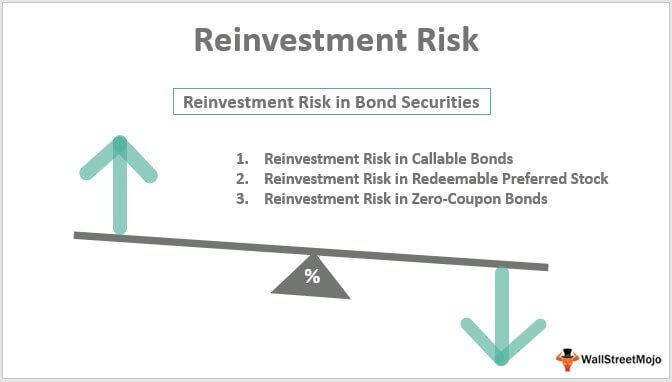 Reinvestment Risk
Reinvestment Risk in Bond Securities
1. Reinvestment Risk in Callable Bonds
2. Reinvestment Risk in Redeemable Preferred Stock
3. Reinvestment Risk in Zero-Coupon Bonds
%
WallStreetMojo